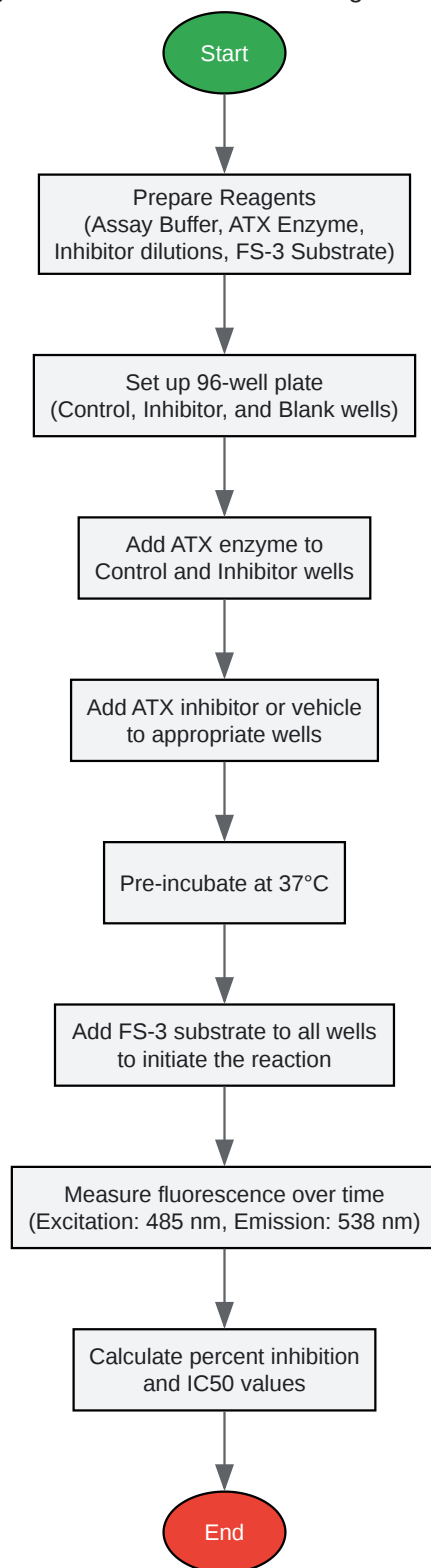 Start
Prepare Reagents
(Assay Buffer, ATX Enzyme,
Inhibitor dilutions, FS-3 Substrate)
Set up 96-well plate
(Control, Inhibitor, and Blank wells)
Add ATX enzyme to
Control and Inhibitor wells
Add ATX inhibitor or vehicle
to appropriate wells
Pre-incubate at 37°C
Add FS-3 substrate to all wells
to initiate the reaction
Measure fluorescence over time
(Excitation: 485 nm, Emission: 538 nm)
Calculate percent inhibition
and IC50 values
End